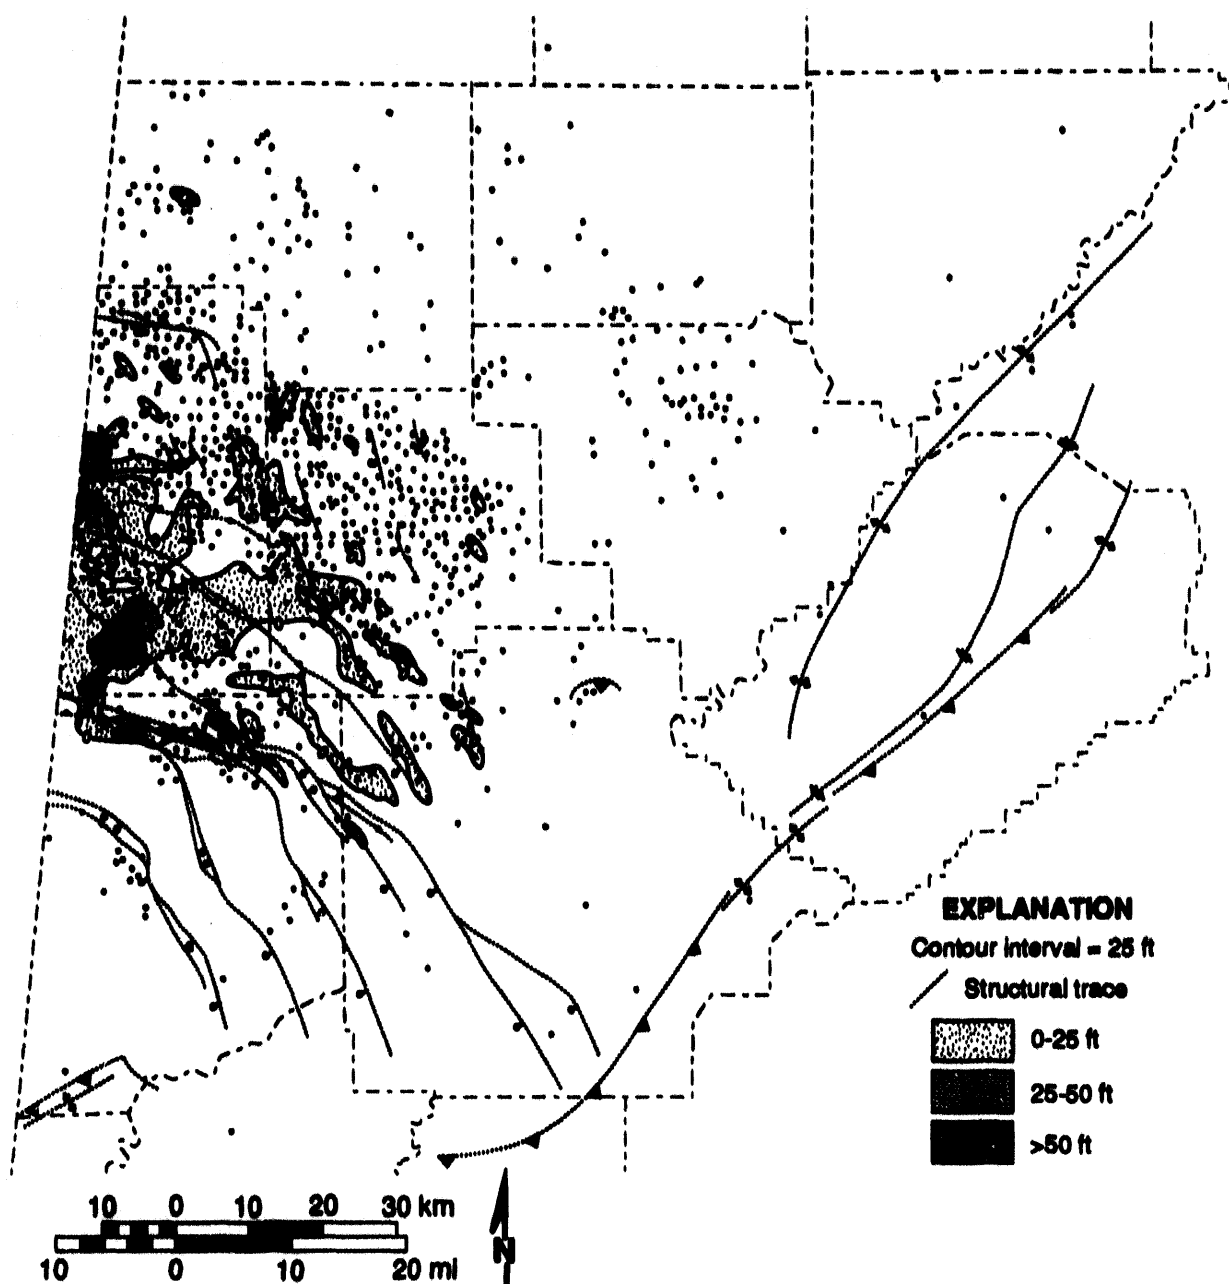 EXPLANATION
Contour interval = 25 ft
Structural trace
0-25 ft
25-50 ft
>50 ft
10 0 10 20 30 km
10 0 10 20 mi
N